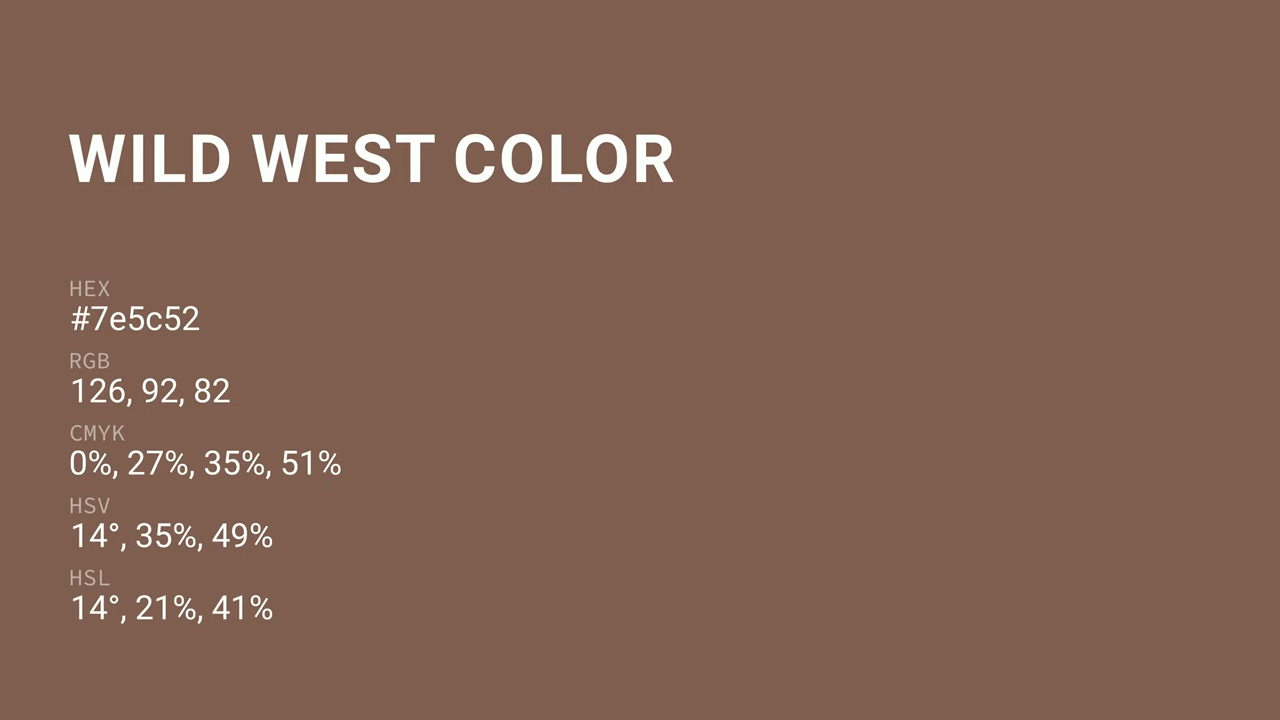 WILD WEST COLOR
HEX
#7e5c52
RGB
126, 92, 82
CMYK
0%, 27%, 35%, 51%
HSV
14°, 35%, 49%
HSL
14°, 21%, 41%